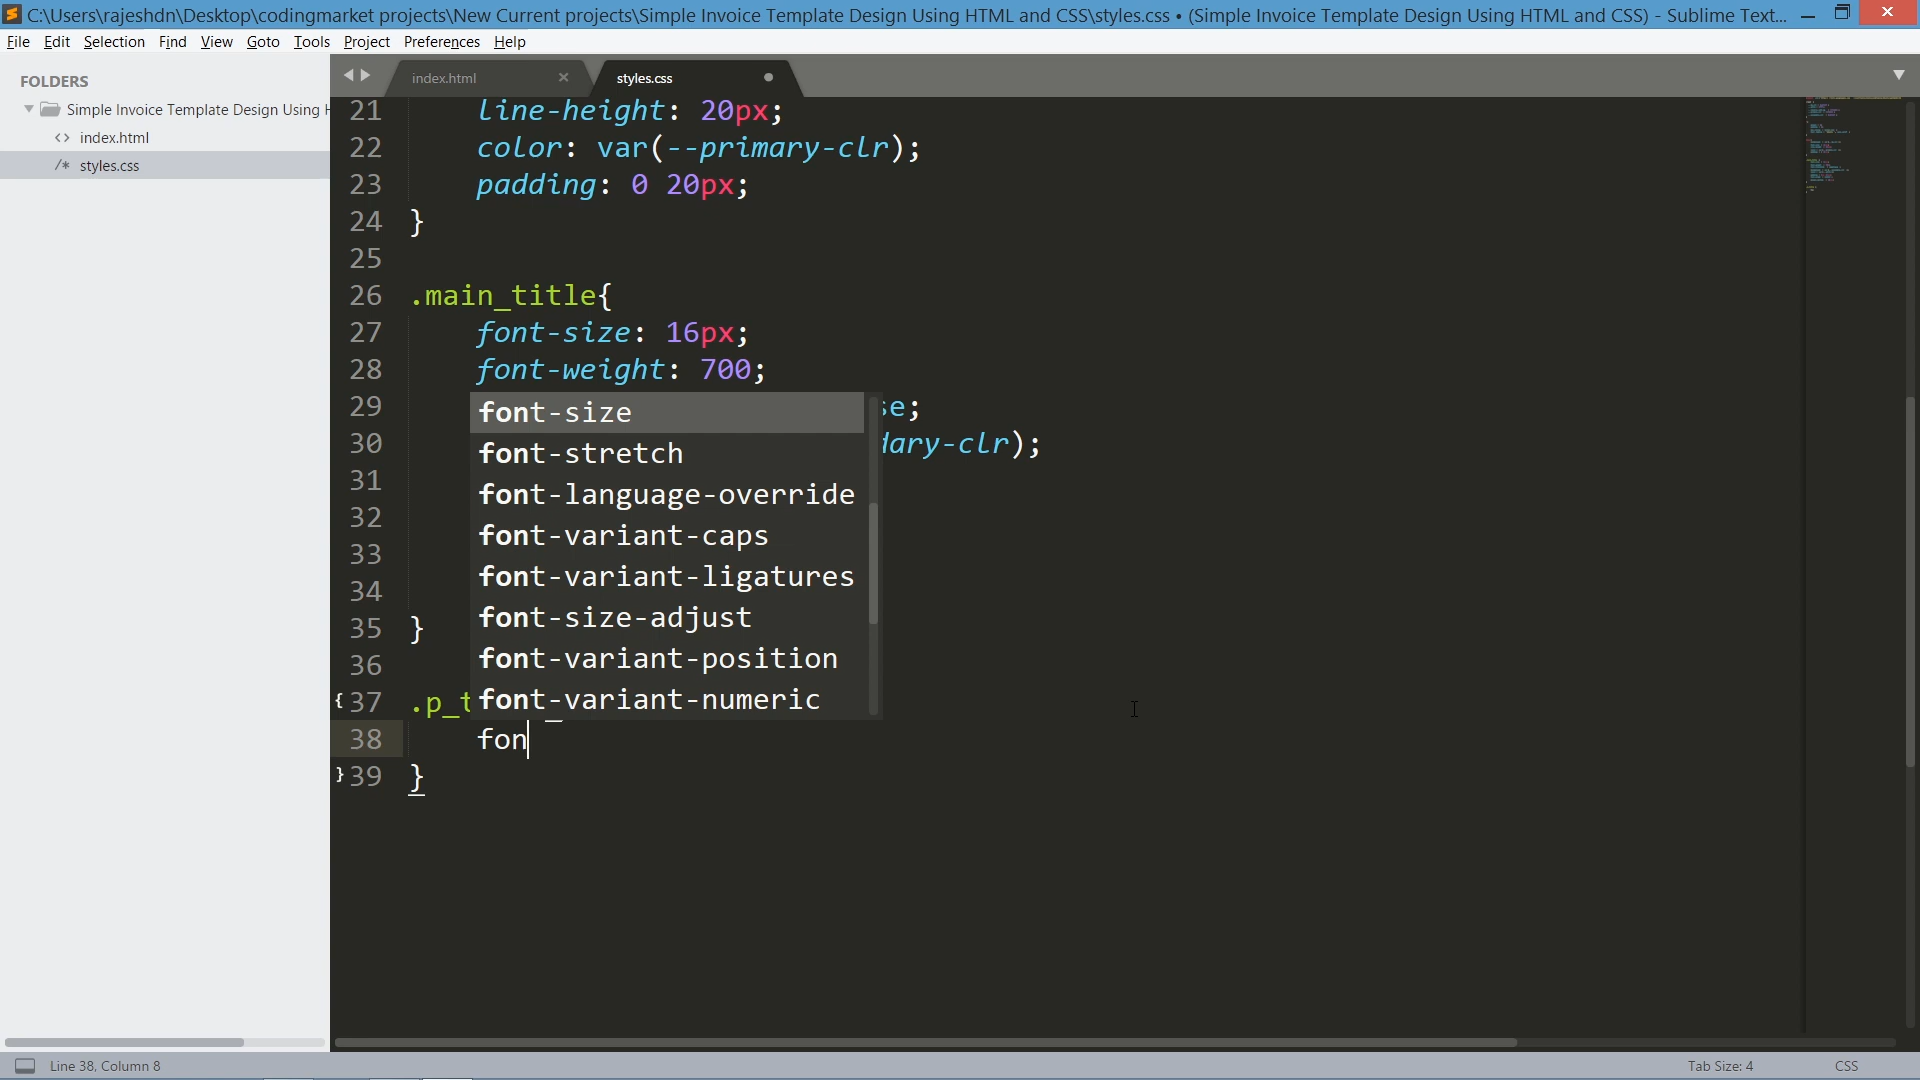 C:\Users\rajeshdn\Desktop\codingmarket projects\New Current projects\Simple Invoice Template Design Using HTML and CSS\styles.css • (Simple Invoice Template Design Using HTML and CSS) - Sublime Text...
File Edit Selection Find View Goto Tools Project Preferences Help
FOLDERS
Simple Invoice Template Design Using H
<> index.html
/* styles.css
index.html
styles.css
21 line-height: 20px;
22 color: var(--primary-clr);
23 padding: 0 20px;
24 }
25
26 .main_title{
27 font-size: 16px;
28 font-weight: 700;
29 se;
30 dary-clr);
31
32
33
34
35 }
36
37 .p_t
38 fon
39 }
font-size
font-stretch
font-language-override
font-variant-caps
font-variant-ligatures
font-size-adjust
font-variant-position
font-variant-numeric
Line 38, Column 8
Tab Size: 4
CSS